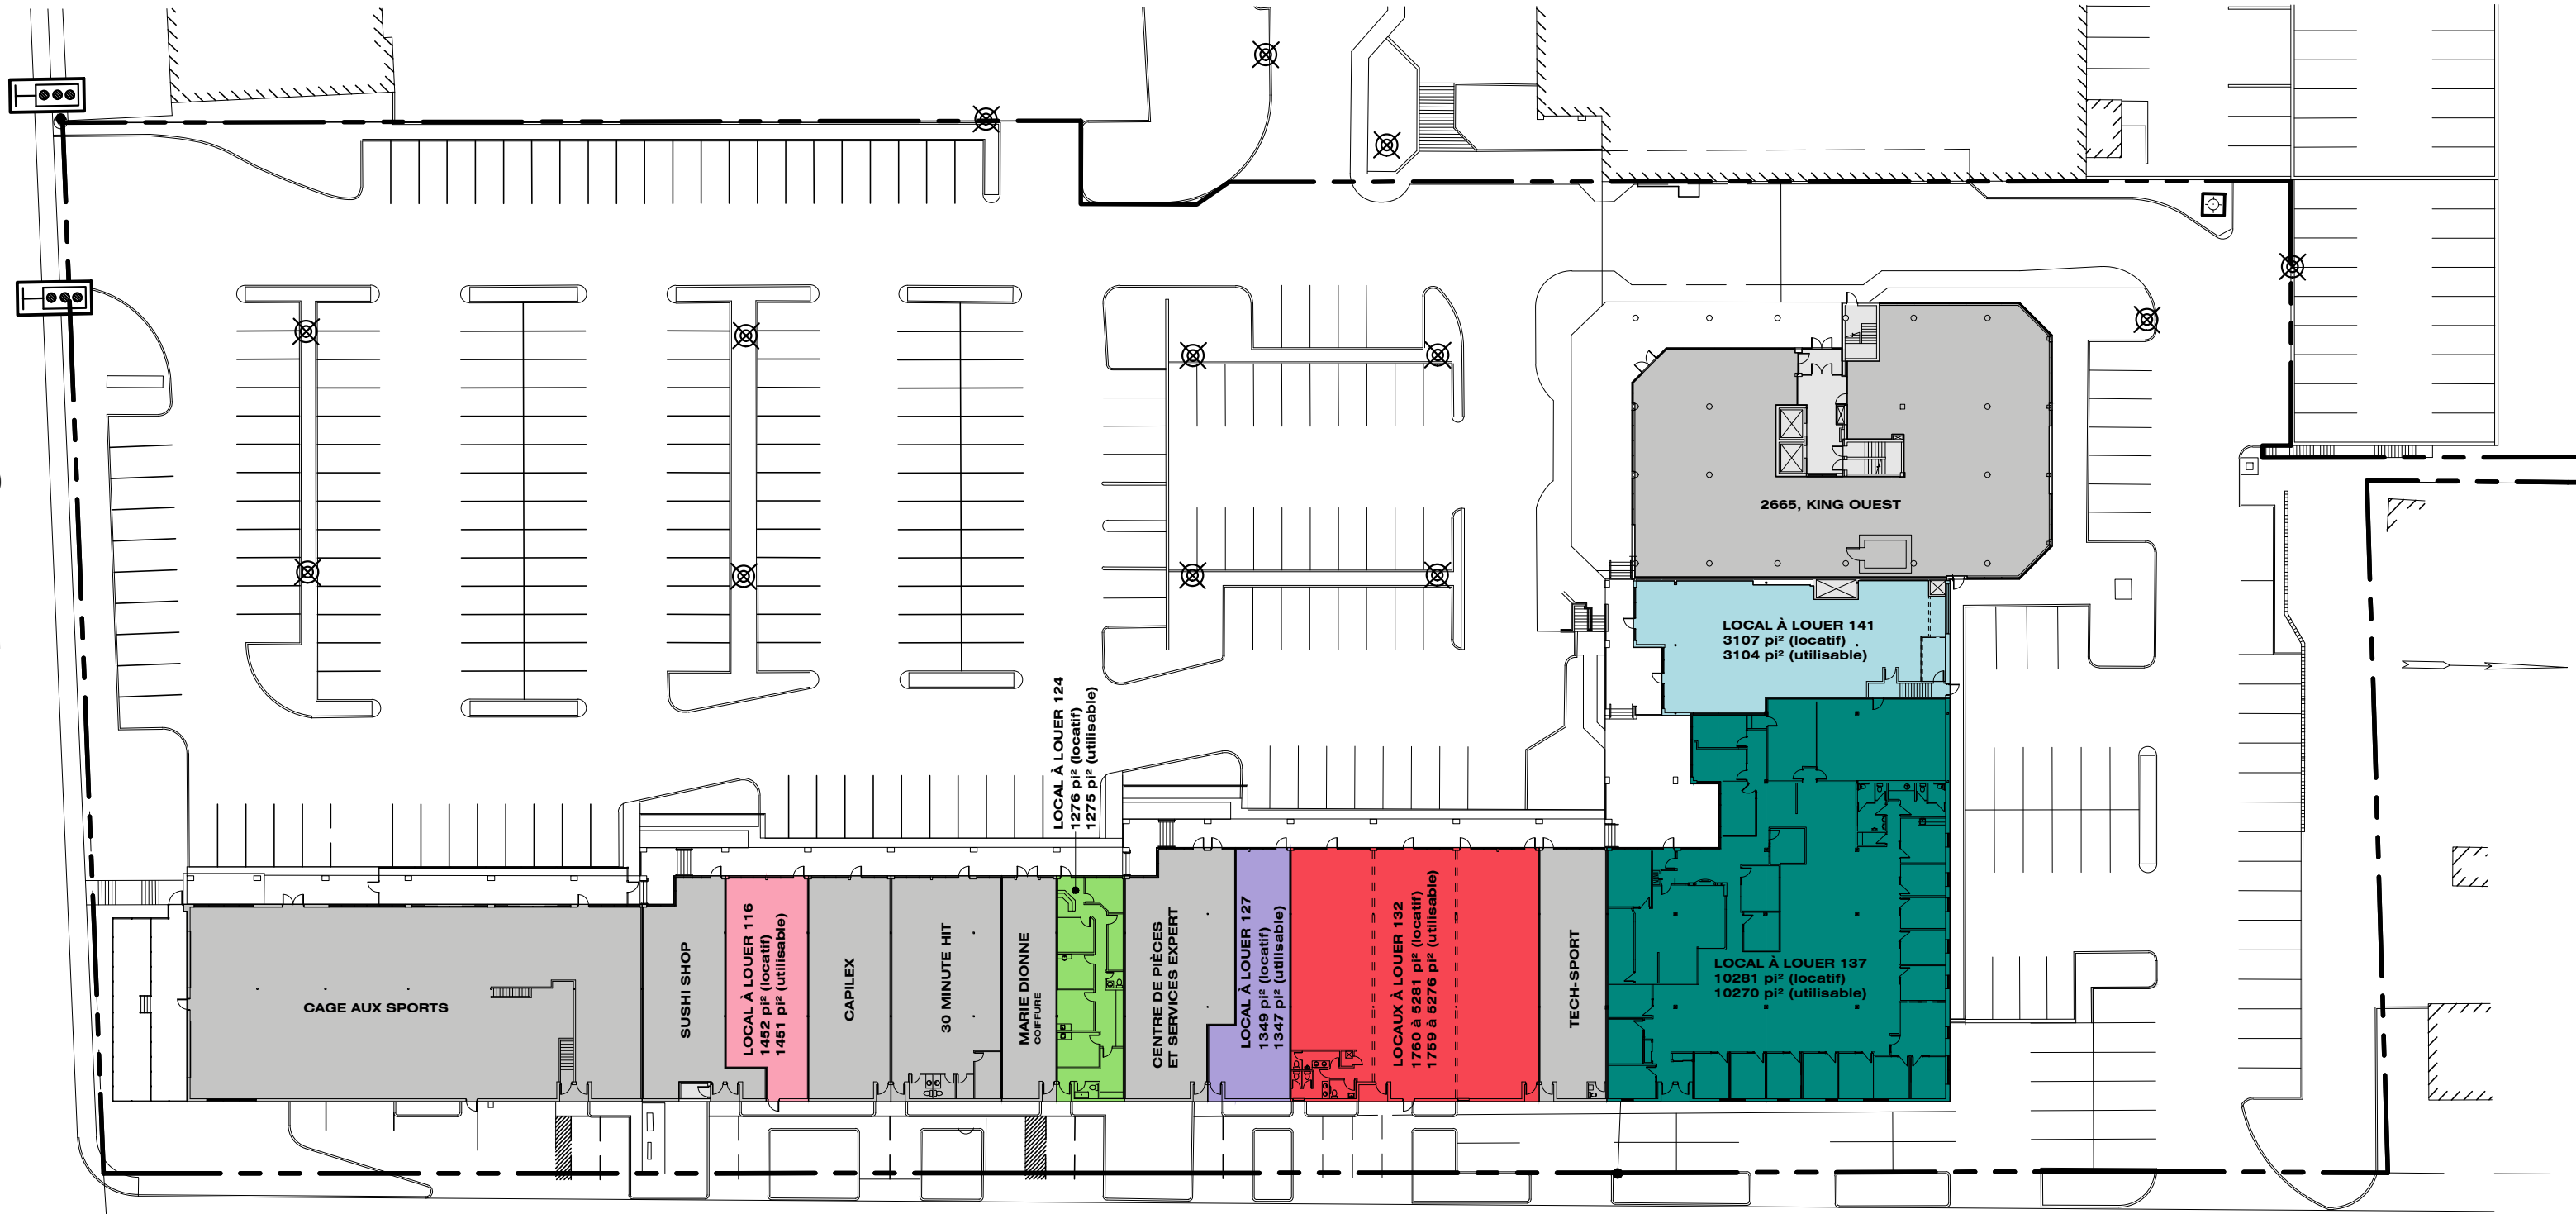 2665, KING OUEST
LOCAL À LOUER 141
3107 pi² (locatif)
3104 pi² (utilisable)
LOCAL À LOUER 124
1276 pi² (locatif)
1275 pi² (utilisable)
CAGE AUX SPORTS
SUSHI SHOP
LOCAL À LOUER 116
1452 pi² (locatif)
1451 pi² (utilisable)
CAPILEX
30 MINUTE HIT
MARIE DIONNE
COIFFURE
CENTRE DE PIÈCES
ET SERVICES EXPERT
LOCAL À LOUER 127
1349 pi² (locatif)
1347 pi² (utilisable)
LOCAUX À LOUER 132
1760 à 5281 pi² (locatif)
1759 à 5276 pi² (utilisable)
TECH-SPORT
LOCAL À LOUER 137
10281 pi² (locatif)
10270 pi² (utilisable)